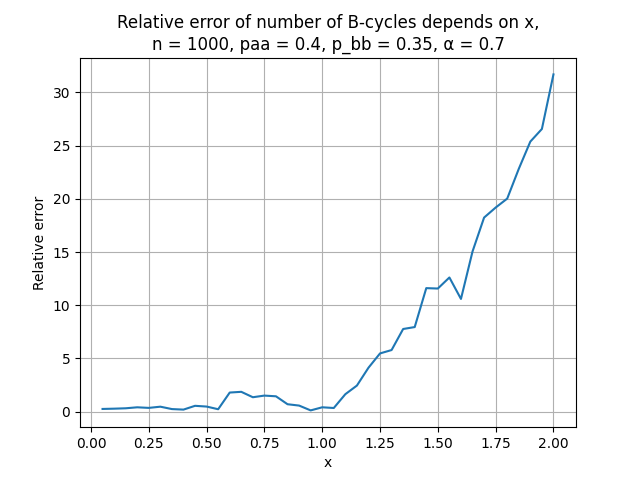 Relative error of number of B-cycles depends on x,
n = 1000, paa = 0.4, p_bb = 0.35, α = 0.7
30
25
20
15
10
5
0
Relative error
0.00 0.25 0.50 0.75 1.00 1.25 1.50 1.75 2.00
x